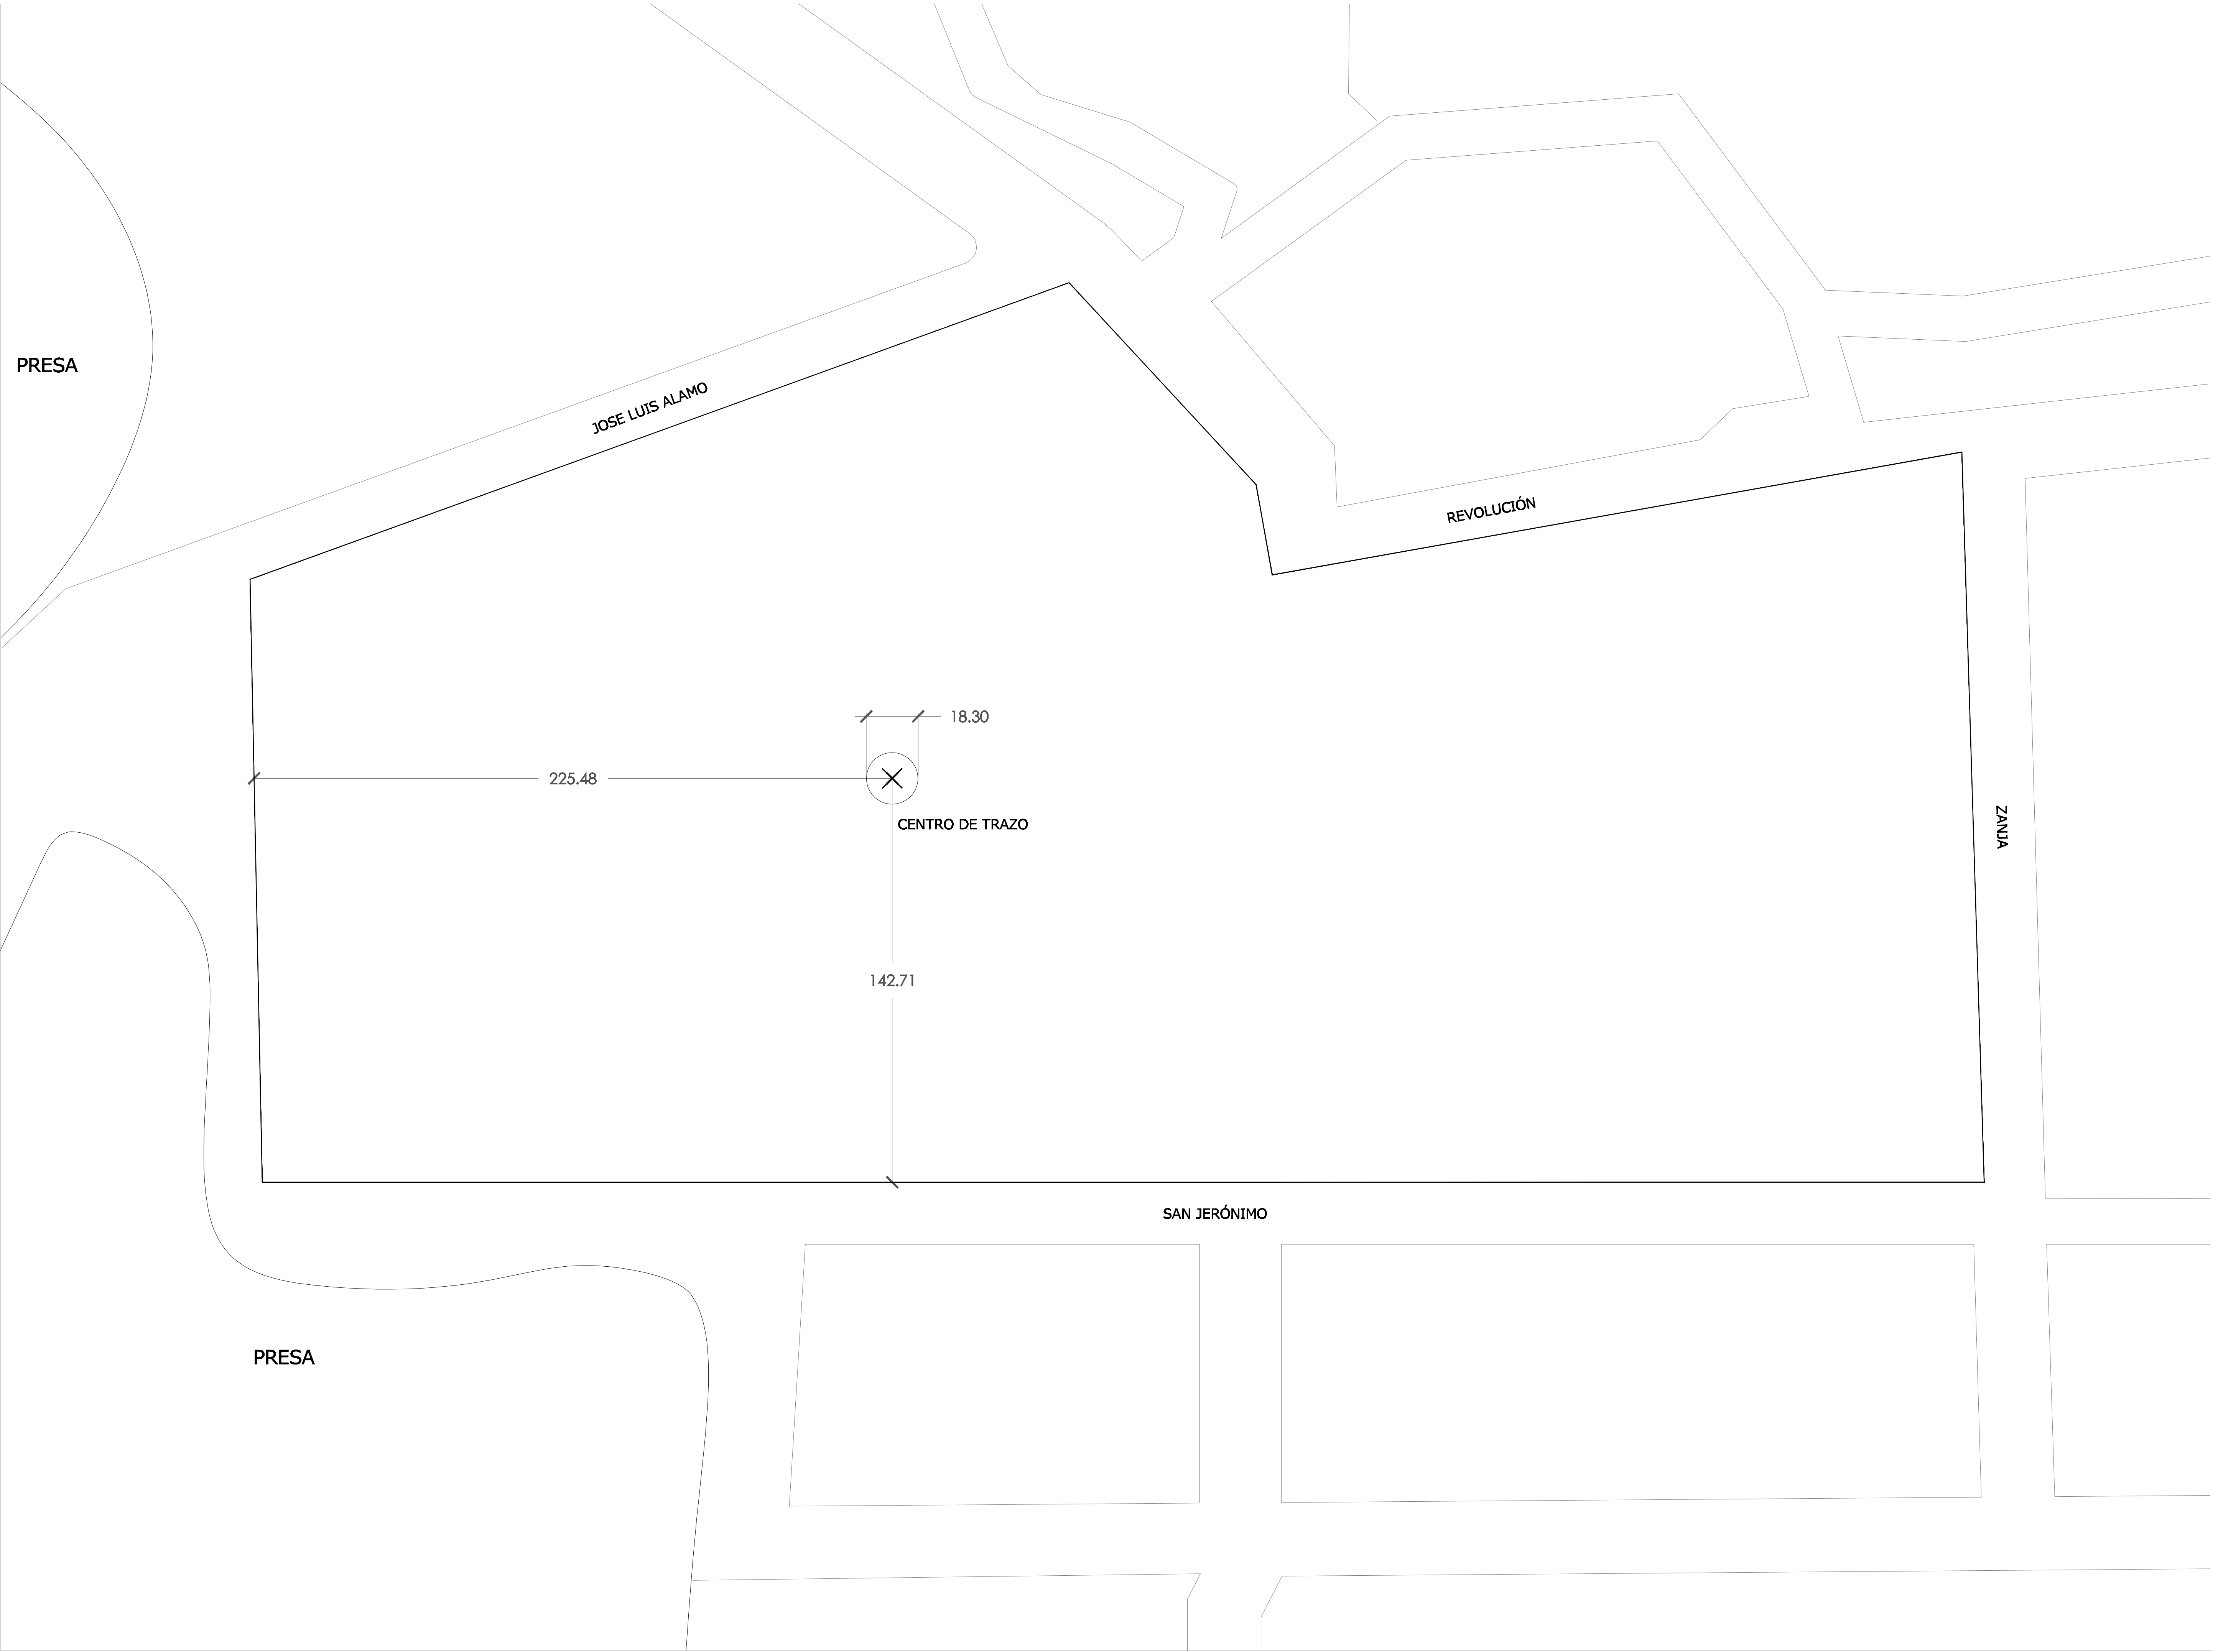 PRESA
JOSE LUIS ALAMO
REVOLUCIÓN
18.30
225.48
CENTRO DE TRAZO
ZANJA
142.71
SAN JERÓNIMO
PRESA